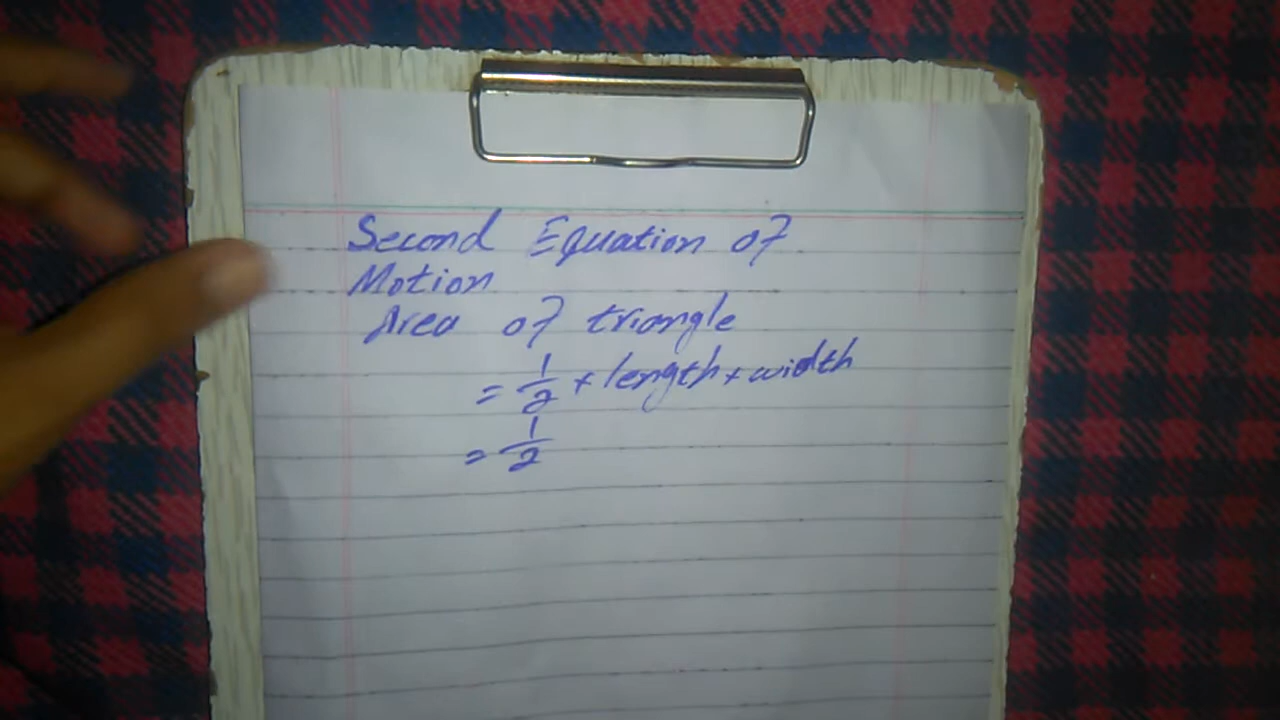 Second Equation of
Motion
Area of triangle
= 1/2 × length × width
= 1/2